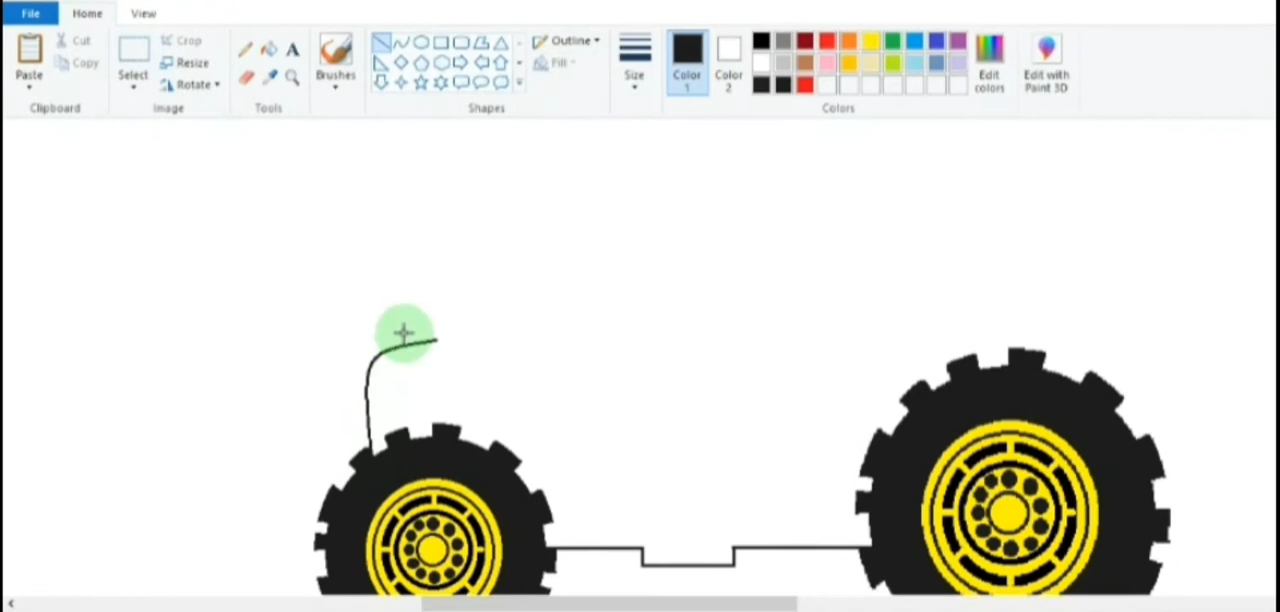 File Home View
Cut Crop Outline
Copy Resize Fill
Paste Select Rotate A Brushes Size Color 1 Color 2 Edit colors Edit with Paint 3D
Clipboard Image Tools Shapes Colors